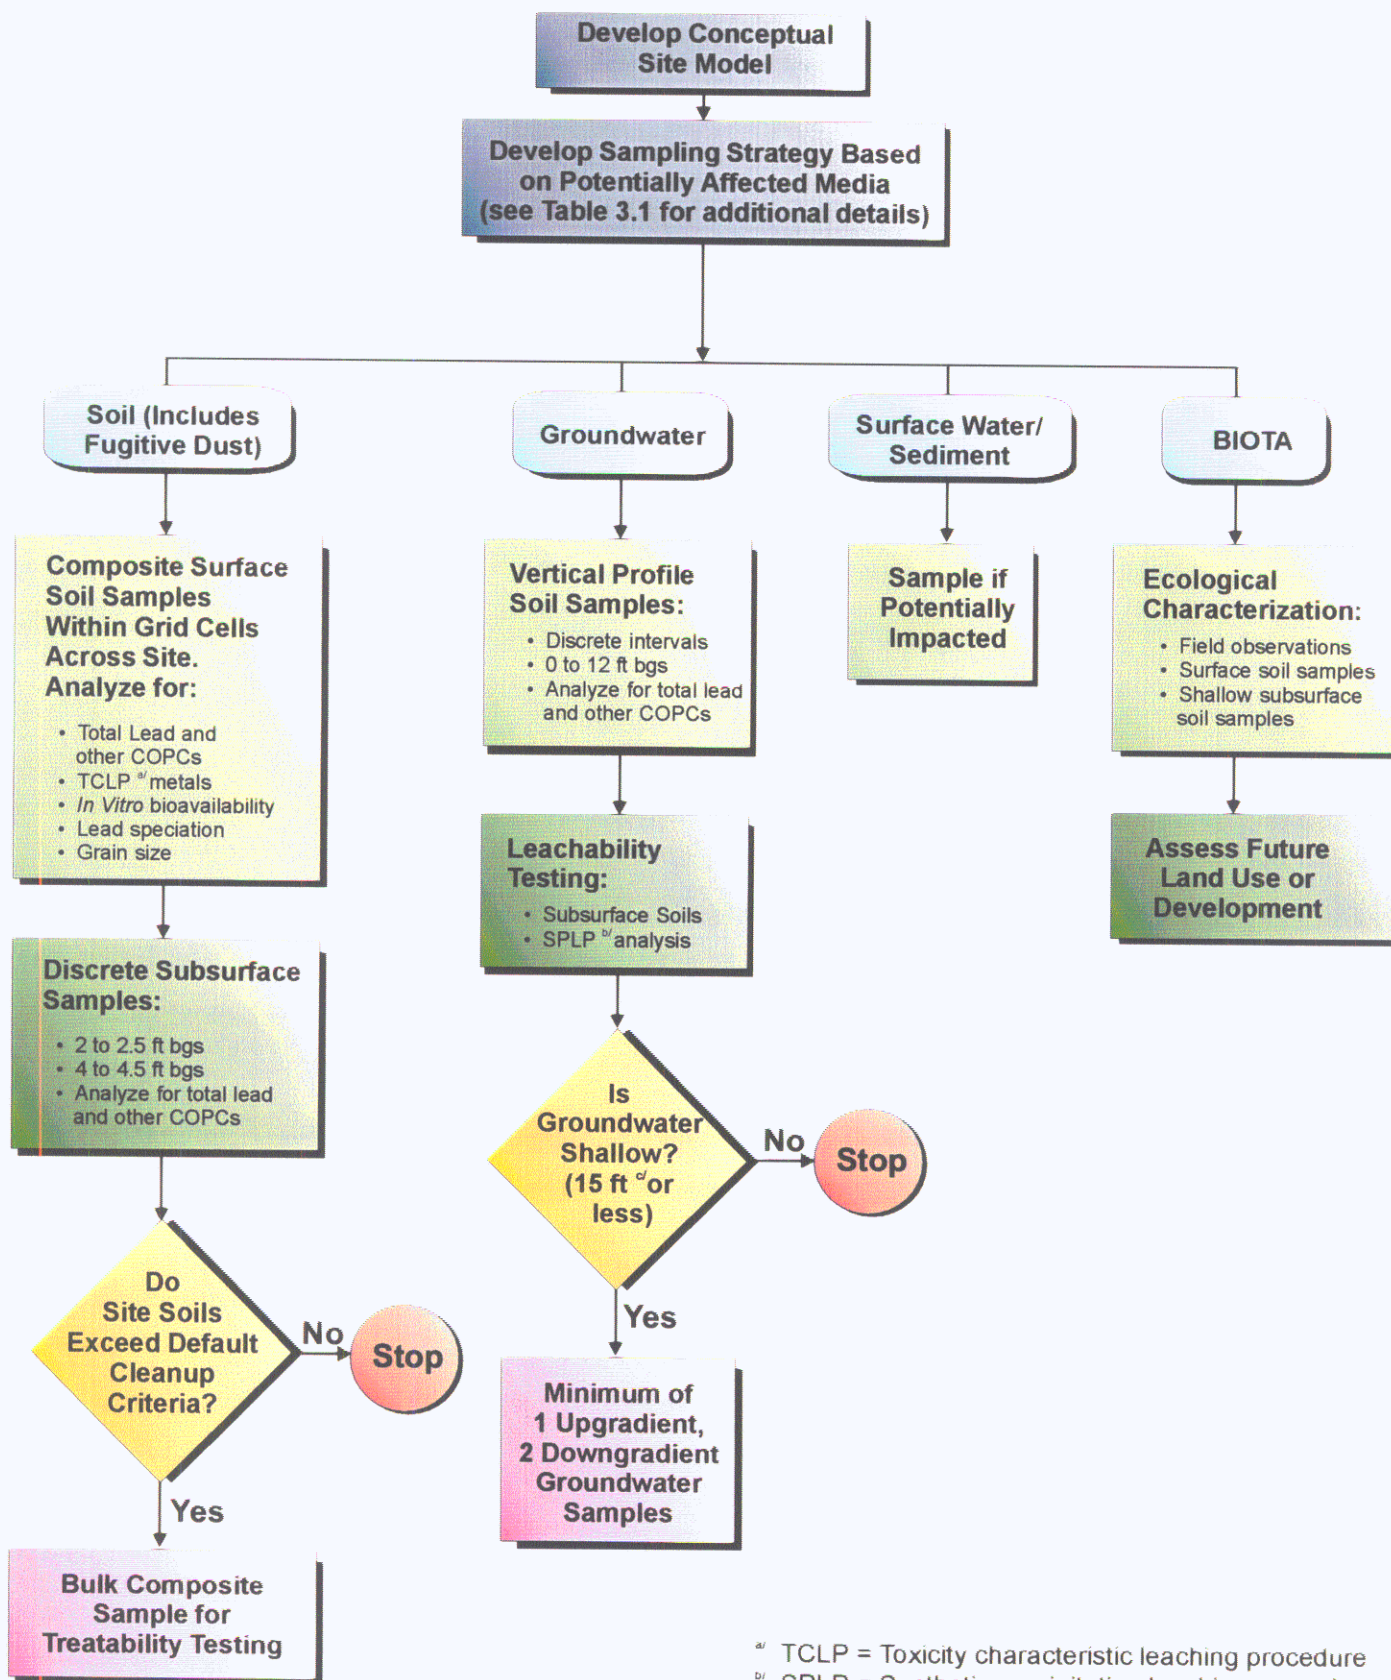 Develop Conceptual
Site Model
Develop Sampling Strategy Based
on Potentially Affected Media
(see Table 3.1 for additional details)
Soil (Includes
Fugitive Dust)
Groundwater
Surface Water/
Sediment
BIOTA
Composite Surface
Soil Samples
Within Grid Cells
Across Site.
Analyze for:
• Total Lead and
other COPCs
• TCLP a/ metals
• In Vitro bioavailability
• Lead speciation
• Grain size
Vertical Profile
Soil Samples:
• Discrete intervals
• 0 to 12 ft bgs
• Analyze for total lead
and other COPCs
Sample if
Potentially
Impacted
Ecological
Characterization:
• Field observations
• Surface soil samples
• Shallow subsurface
soil samples
Leachability
Testing:
• Subsurface Soils
• SPLP b/ analysis
Assess Future
Land Use or
Development
Discrete Subsurface
Samples:
• 2 to 2.5 ft bgs
• 4 to 4.5 ft bgs
• Analyze for total lead
and other COPCs
Is
Groundwater
Shallow?
(15 ft c/ or
less)
No
Stop
Yes
Do
Site Soils
Exceed Default
Cleanup
Criteria?
No
Stop
Yes
Minimum of
1 Upgradient,
2 Downgradient
Groundwater
Samples
Bulk Composite
Sample for
Treatability Testing
a/ TCLP = Toxicity characteristic leaching procedure
b/ SPLP =